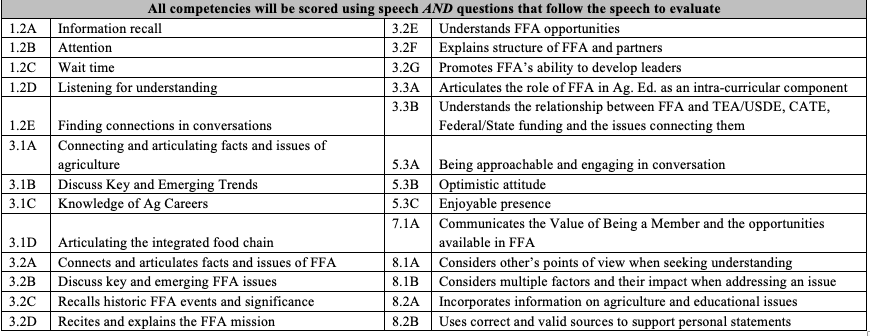 All competencies will be scored using speech AND questions that follow the speech to evaluate
1.2A Information recall 3.2E Understands FFA opportunities
1.2B Attention 3.2F Explains structure of FFA and partners
1.2C Wait time 3.2G Promotes FFA's ability to develop leaders
1.2D Listening for understanding 3.3A Articulates the role of FFA in Ag. Ed. as an intra-curricular component
3.3B Understands the relationship between FFA and TEA/USDE, CATE,
1.2E Finding connections in conversations Federal/State funding and the issues connecting them
3.1A Connecting and articulating facts and issues of
agriculture 5.3A Being approachable and engaging in conversation
3.1B Discuss Key and Emerging Trends 5.3B Optimistic attitude
3.1C Knowledge of Ag Careers 5.3C Enjoyable presence
7.1A Communicates the Value of Being a Member and the opportunities
3.1D Articulating the integrated food chain available in FFA
3.2A Connects and articulates facts and issues of FFA 8.1A Considers other's points of view when seeking understanding
3.2B Discuss key and emerging FFA issues 8.1B Considers multiple factors and their impact when addressing an issue
3.2C Recalls historic FFA events and significance 8.2A Incorporates information on agriculture and educational issues
3.2D Recites and explains the FFA mission 8.2B Uses correct and valid sources to support personal statements